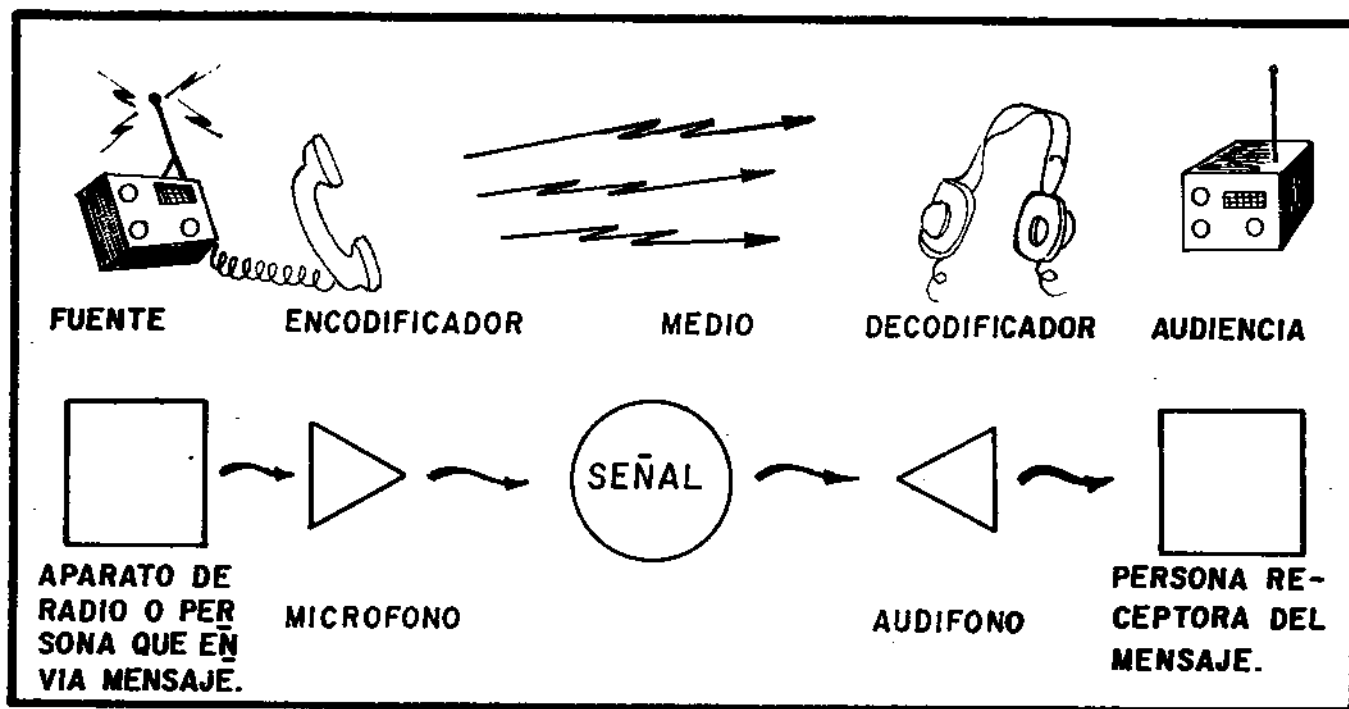 FUENTE
ENCODIFICADOR
MEDIO
DECODIFICADOR
AUDIENCIA
SEÑAL
APARATO DE
RADIO O PER
SONA QUE EN
VIA MENSAJE.
MICROFONO
AUDIFONO
PERSONA RE-
CEPTORA DEL
MENSAJE.